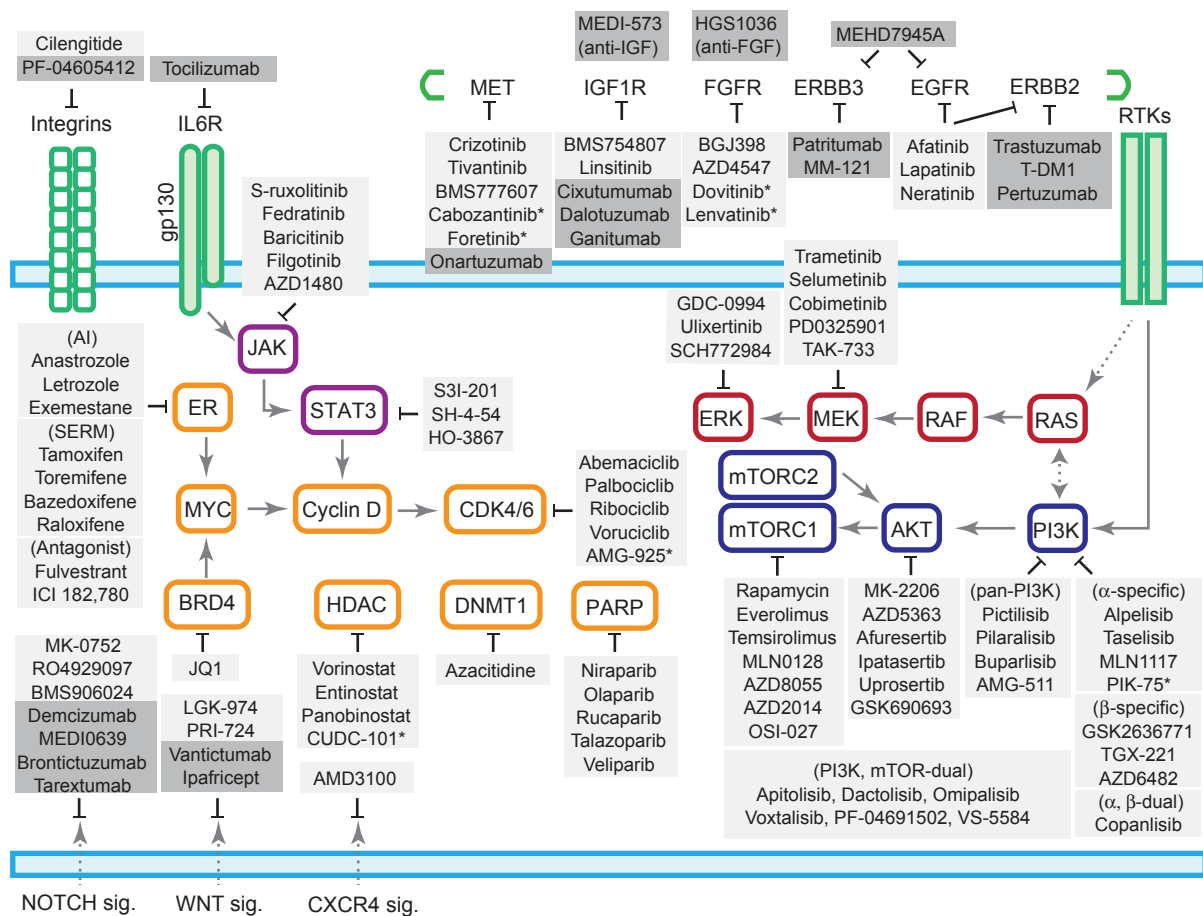 Cilengitide
PF-04605412
Integrins
Tocilizumab
IL6R
gp130
MEDI-573
(anti-IGF)
HGS1036
(anti-FGF)
MEHD7945A
MET
IGF1R
FGFR
ERBB3
EGFR
ERBB2
RTKs
Crizotinib
Tivantinib
BMS777607
Cabozantinib*
Foretinib*
Onartuzumab
BMS754807
Linsitinib
Cixutumumab
Dalotuzumab
Ganitumab
BGJ398
AZD4547
Dovitinib*
Lenvatinib*
Patritumab
MM-121
Afatinib
Lapatinib
Neratinib
Trastuzumab
T-DM1
Pertuzumab
S-ruxolitinib
Fedratinib
Baricitinib
Filgotinib
AZD1480
JAK
STAT3
S3I-201
SH-4-54
HO-3867
GDC-0994
Ulixertinib
SCH772984
Trametinib
Selumetinib
Cobimetinib
PD0325901
TAK-733
ERK
MEK
RAF
RAS
(AI)
Anastrozole
Letrozole
Exemestane
(SERM)
Tamoxifen
Toremifene
Bazedoxifene
Raloxifene
(Antagonist)
Fulvestrant
ICI 182,780
ER
MYC
Cyclin D
CDK4/6
Abemaciclib
Palbociclib
Ribociclib
Voruciclib
AMG-925*
mTORC2
mTORC1
AKT
PI3K
BRD4
HDAC
DNMT1
PARP
JQ1
Vorinostat
Entinostat
Panobinostat
CUDC-101*
Azacitidine
Niraparib
Olaparib
Rucaparib
Talazoparib
Veliparib
Rapamycin
Everolimus
Temsirolimus
MLN0128
AZD8055
AZD2014
OSI-027
MK-2206
AZD5363
Afuresertib
Ipatasertib
Uprosertib
GSK690693
(pan-PI3K)
Pictilisib
Pilaralisib
Buparlisib
AMG-511
(α-specific)
Alpelisib
Taselisib
MLN1117
PIK-75*
(β-specific)
GSK2636771
TGX-221
AZD6482
(α, β-dual)
Copanlisib
(PI3K, mTOR-dual)
Apitolisib, Dactolisib, Omipalisib
Voxtalisib, PF-04691502, VS-5584
MK-0752
RO4929097
BMS906024
Demcizumab
MEDI0639
Brontictuzumab
Tarextumab
LGK-974
PRI-724
Vantictumab
Ipafricept
AMD3100
NOTCH sig.
WNT sig.
CXCR4 sig.